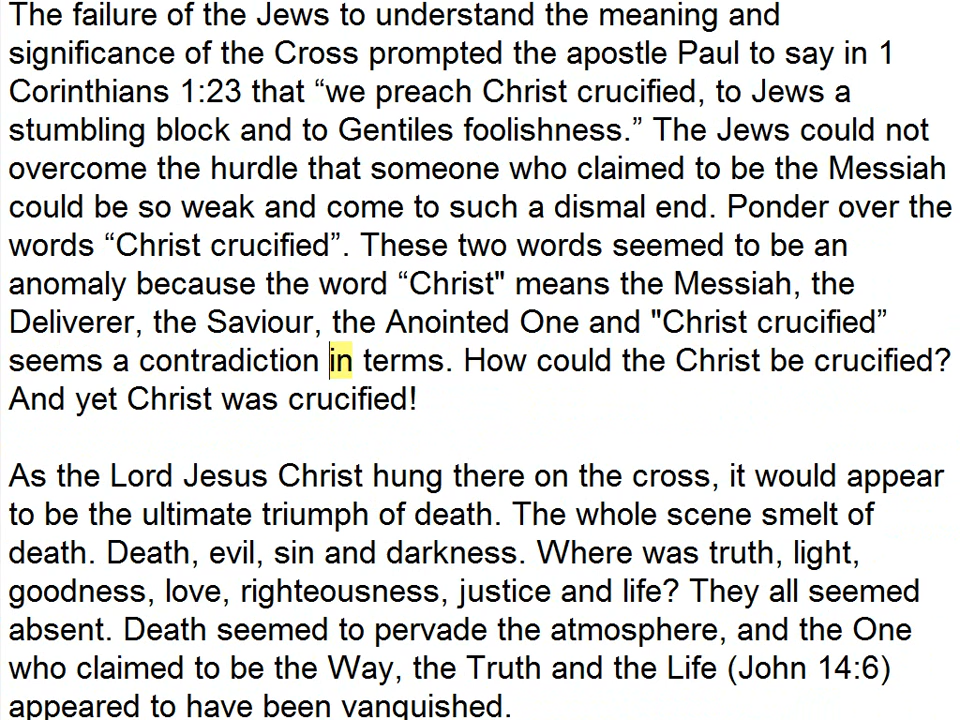 The failure of the Jews to understand the meaning and
significance of the Cross prompted the apostle Paul to say in 1
Corinthians 1:23 that “we preach Christ crucified, to Jews a
stumbling block and to Gentiles foolishness.” The Jews could not
overcome the hurdle that someone who claimed to be the Messiah
could be so weak and come to such a dismal end. Ponder over the
words “Christ crucified”. These two words seemed to be an
anomaly because the word “Christ" means the Messiah, the
Deliverer, the Saviour, the Anointed One and "Christ crucified”
seems a contradiction in terms. How could the Christ be crucified?
And yet Christ was crucified!
As the Lord Jesus Christ hung there on the cross, it would appear
to be the ultimate triumph of death. The whole scene smelt of
death. Death, evil, sin and darkness. Where was truth, light,
goodness, love, righteousness, justice and life? They all seemed
absent. Death seemed to pervade the atmosphere, and the One
who claimed to be the Way, the Truth and the Life (John 14:6)
appeared to have been vanquished.